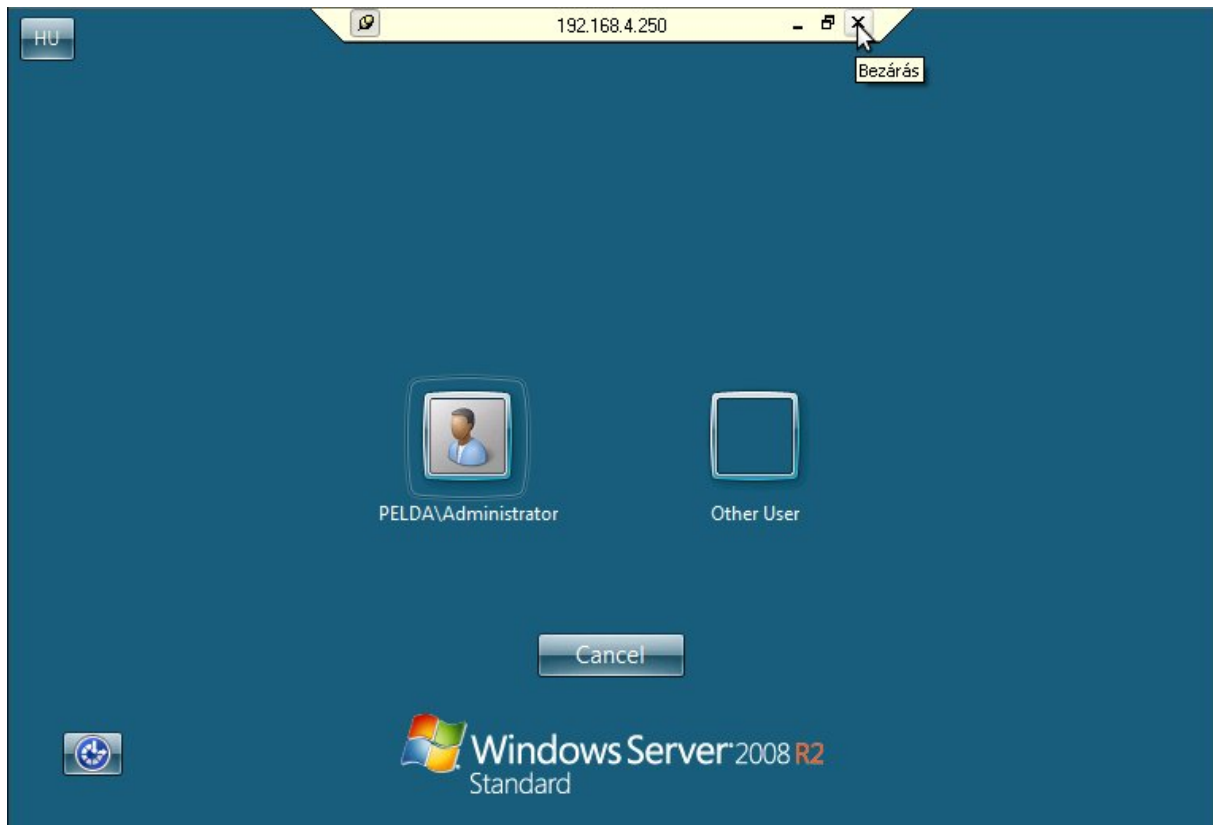 HU
192.168.4.250
Bezárás
PELDA\Administrator
Other User
Cancel
Windows Server 2008 R2
Standard